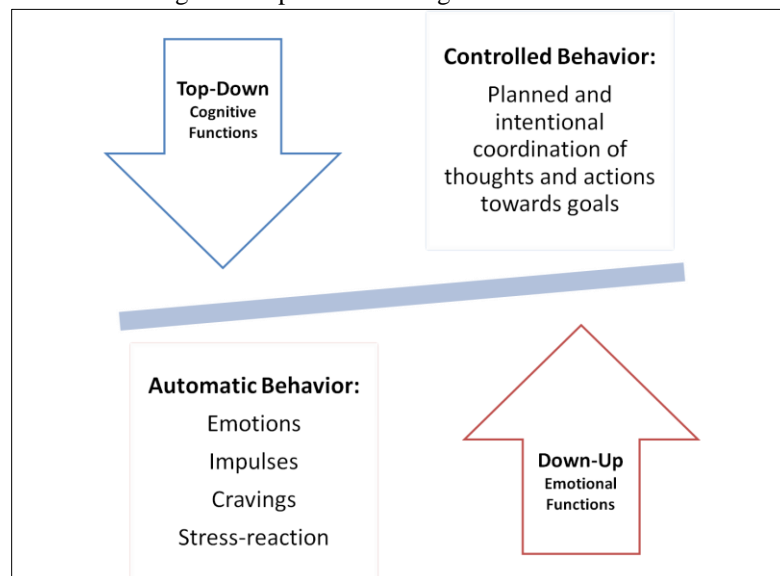 Top-Down
Cognitive
Functions
Controlled Behavior:
Planned and
intentional
coordination of
thoughts and actions
towards goals
Automatic Behavior:
Emotions
Impulses
Cravings
Stress-reaction
Down-Up
Emotional
Functions